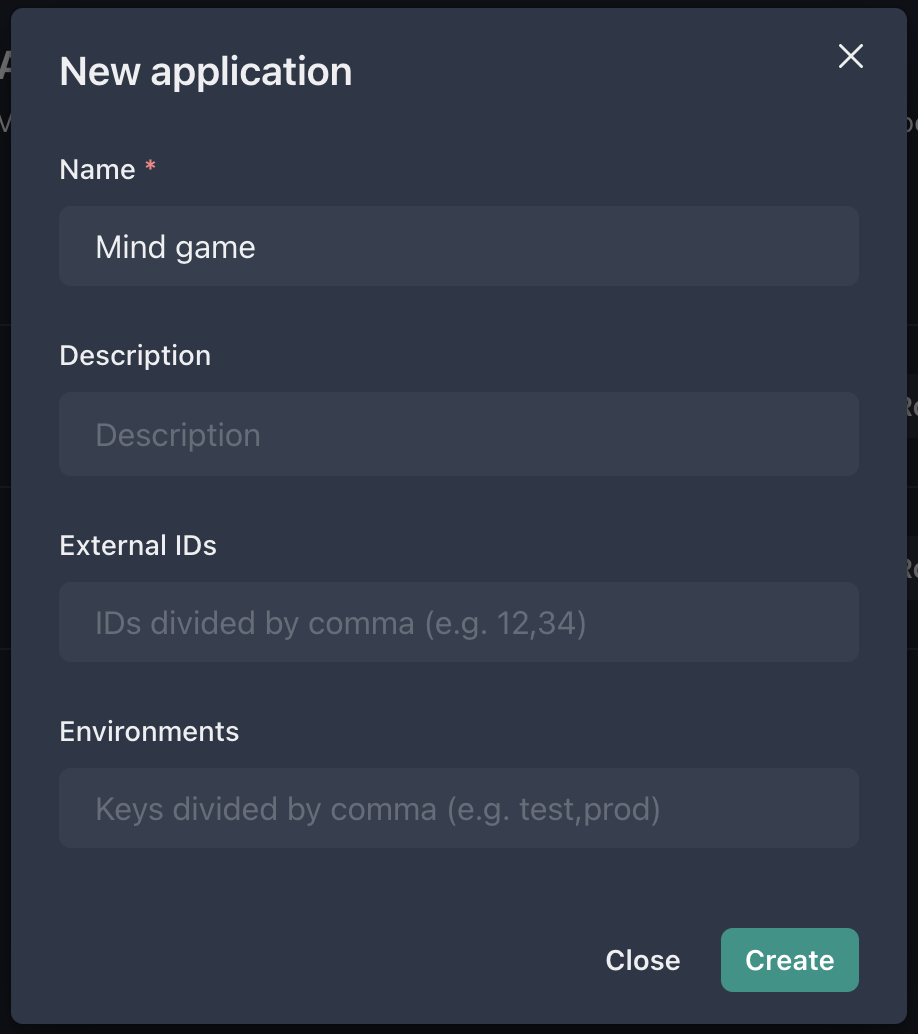 New application
Name *
Mind game
Description
Description
External IDs
IDs divided by comma (e.g. 12,34)
Environments
Keys divided by comma (e.g. test,prod)
Close
Create